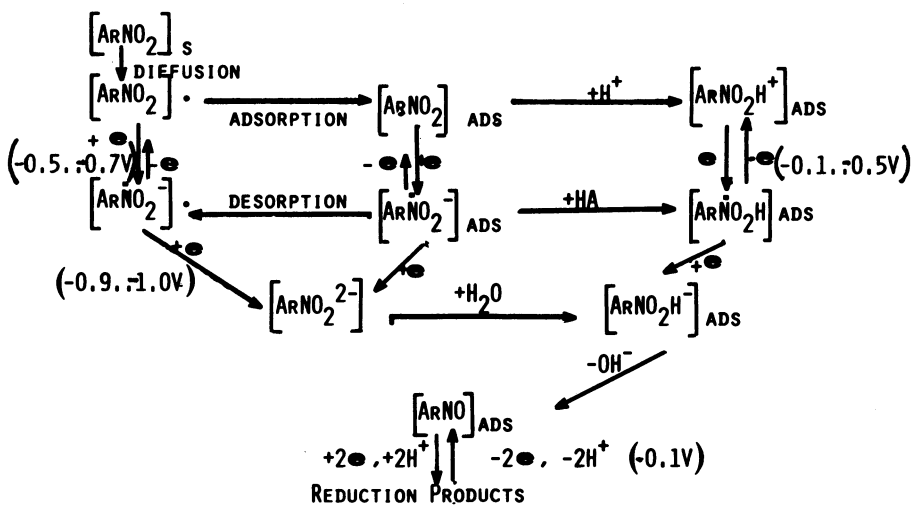 [ARNO2] S
DIEFUSION
[ARNO2] • ADSORPTION [ARNO2] ADS +H+ [ARNO2H+] ADS
+ e -e (-0.5.-0.7V) - e +e e -e (-0.1.-0.5V)
[ARNO2-] • DESORPTION [ARNO2-] ADS +HA [ARNO2H] ADS
+e +e +e
(-0.9.-1.0V)
[ARNO2 2-] +H2O [ARNO2H-] ADS
-OH-
[ARNO] ADS
+2e, +2H+ -2e, -2H+ (-0.1V)
REDUCTION PRODUCTS